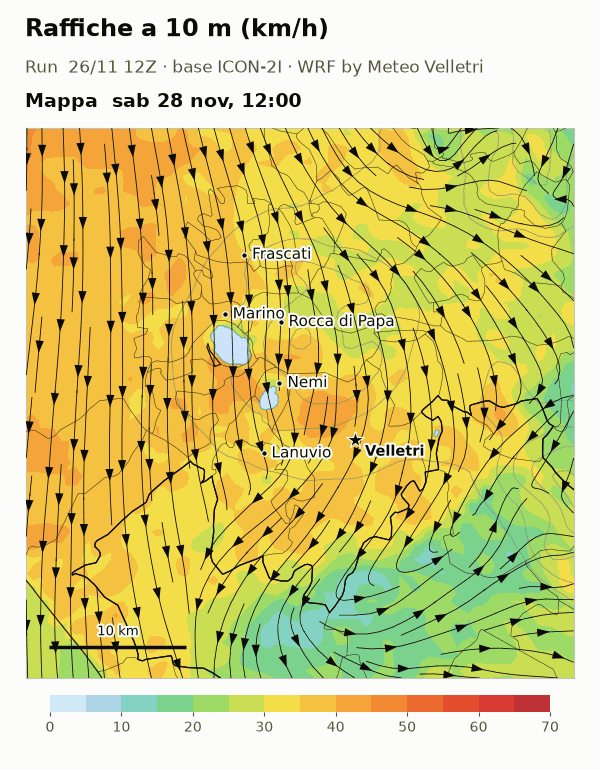 Raffiche a 10 m (km/h)
Run  26/11 12Z · base ICON-2I · WRF by Meteo Velletri
Mappa  sab 28 nov, 12:00
Frascati
Marino
Rocca di Papa
Nemi
Velletri
Lanuvio
10 km
0 10 20 30 40 50 60 70